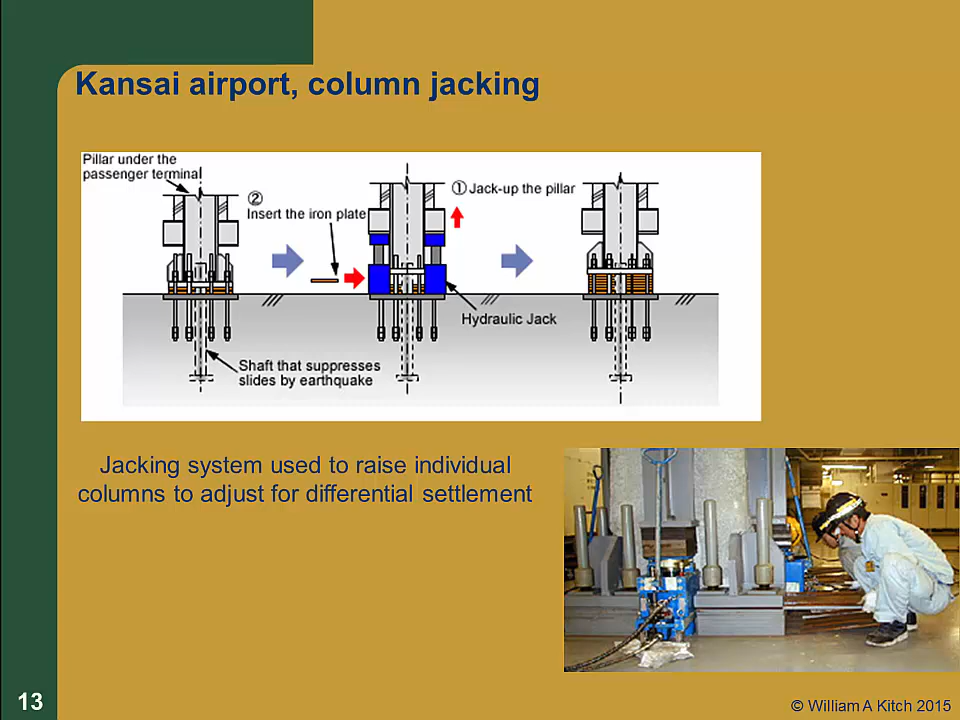 Kansai airport, column jacking
Pillar under the
passenger terminal
②
Insert the iron plate
① Jack-up the pillar
Hydraulic Jack
Shaft that suppresses
slides by earthquake
Jacking system used to raise individual
columns to adjust for differential settlement
13
© William A Kitch 2015